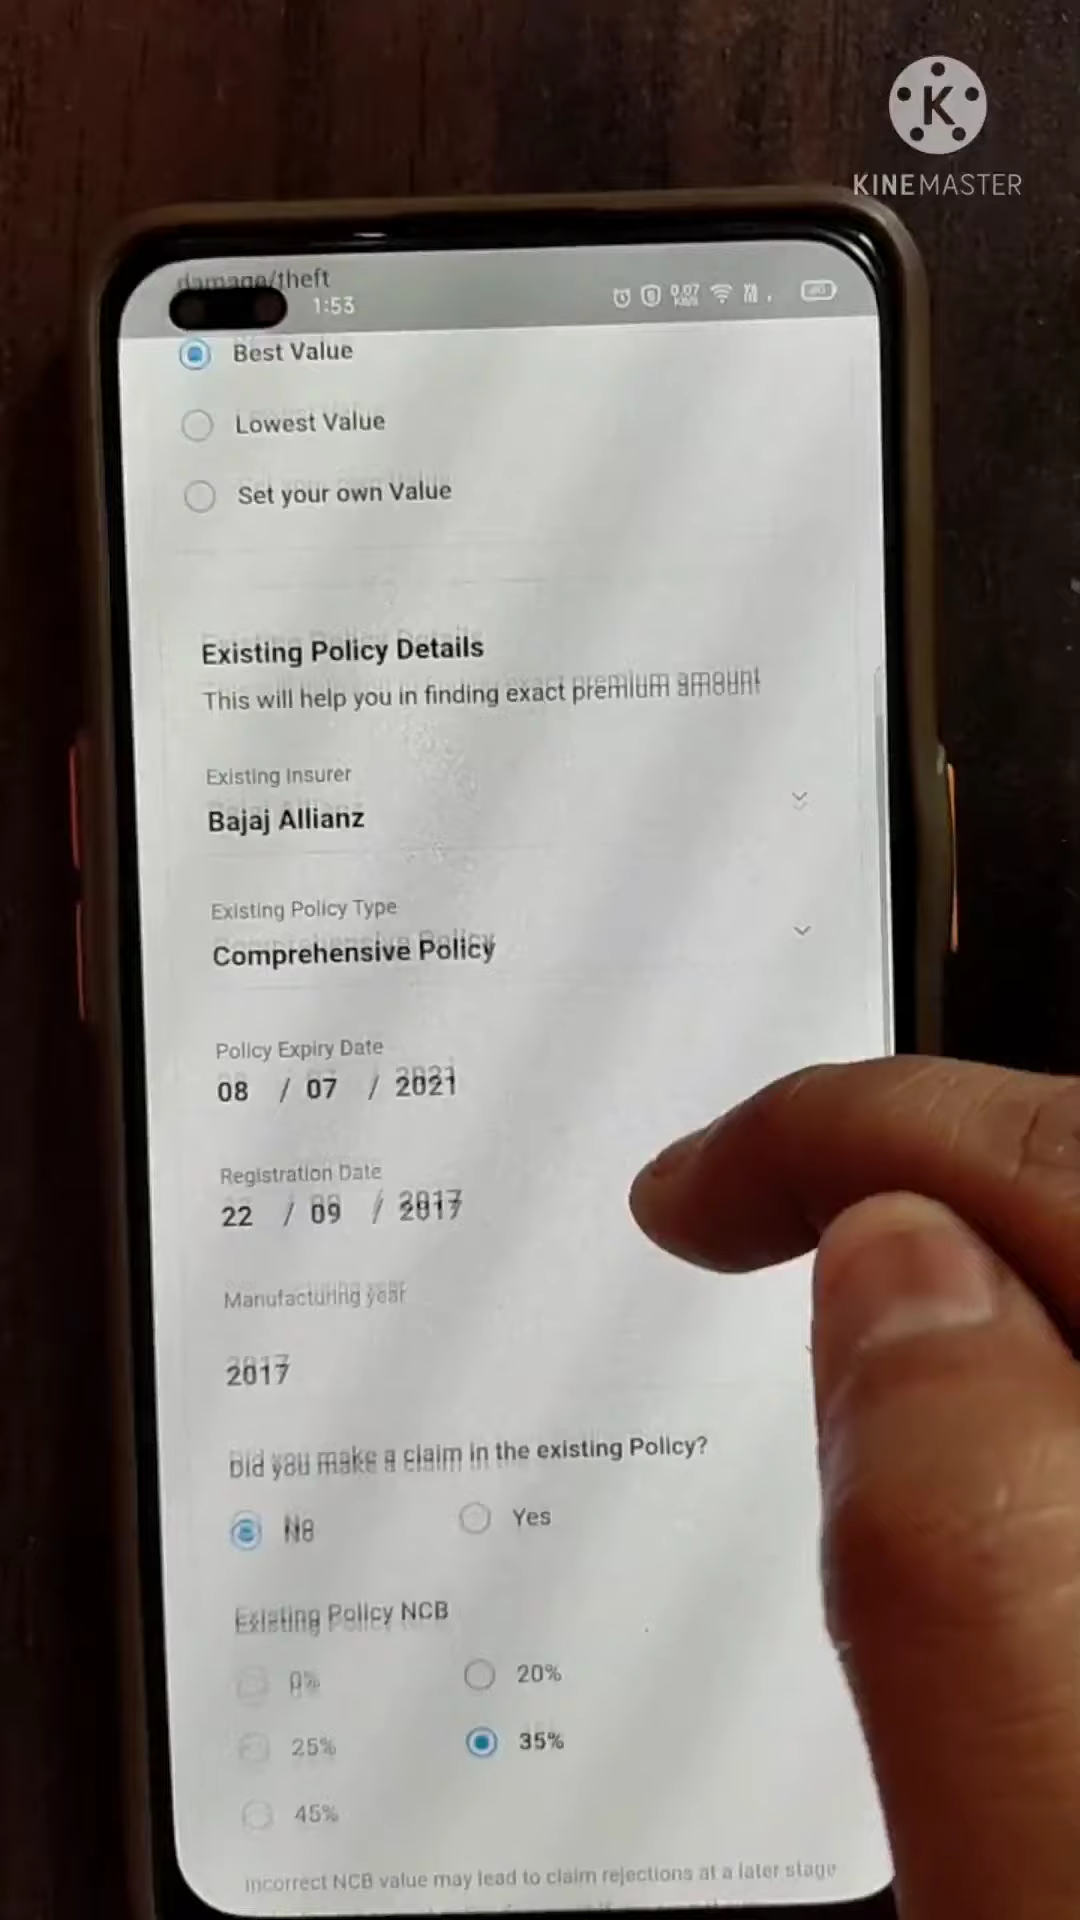 K
KINEMASTER
damage/theft
1:53
0.07
KB/S
Best Value
Lowest Value
Set your own Value
Existing Policy Details
This will help you in finding exact premium amount
Existing Insurer
Bajaj Allianz
Existing Policy Type
Comprehensive Policy
Policy Expiry Date
08 / 07 / 2021
Registration Date
22 / 09 / 2017
Manufacturing year
2017
Did you make a claim in the existing Policy?
No Yes
Existing Policy NCB
0% 20%
25% 35%
45%
Incorrect NCB value may lead to claim rejections at a later stage